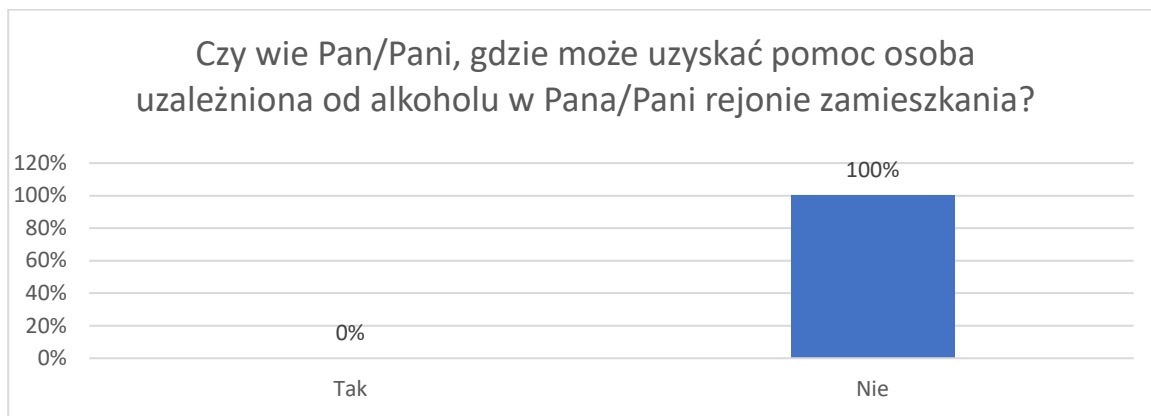 Czy wie Pan/Pani, gdzie może uzyskać pomoc osoba
uzależniona od alkoholu w Pana/Pani rejonie zamieszkania?
120%
100%
80%
60%
40%
20%
0%
0%
100%
Tak
Nie